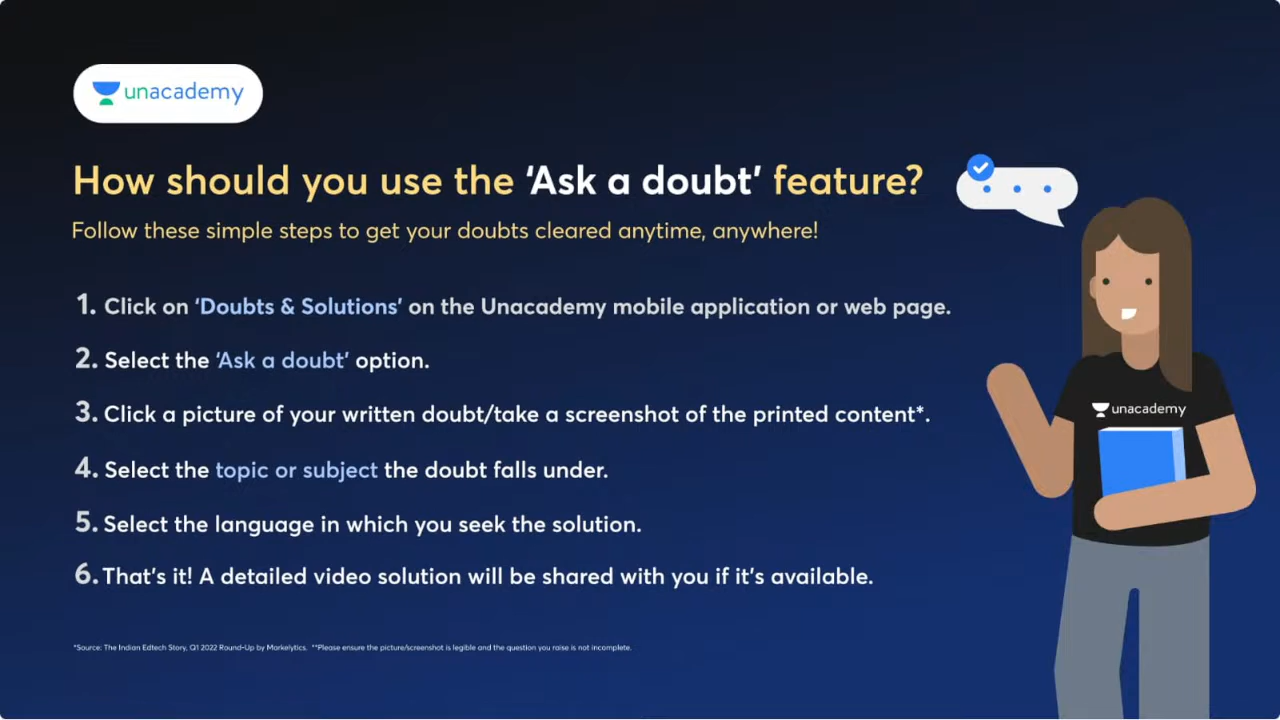 unacademy
How should you use the ‘Ask a doubt’ feature?
Follow these simple steps to get your doubts cleared anytime, anywhere!
1. Click on ‘Doubts & Solutions’ on the Unacademy mobile application or web page.
2. Select the ‘Ask a doubt’ option.
3. Click a picture of your written doubt/take a screenshot of the printed content*.
4. Select the topic or subject the doubt falls under.
5. Select the language in which you seek the solution.
6. That’s it! A detailed video solution will be shared with you if it’s available.
unacademy
*Source: The Indian Edtech Story, Q1 2022 Round-Up by Markelytics. **Please ensure the picture/screenshot is legible and the question you raise is not incomplete.